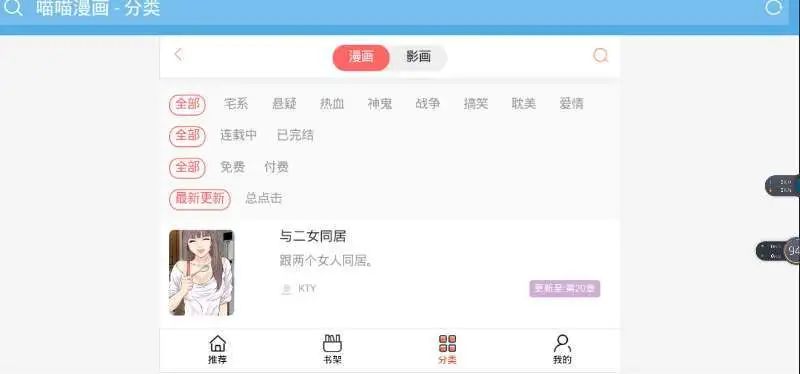 喵喵漫画 - 分类
漫画 影画
全部 宅系 悬疑 热血 神鬼 战争 搞笑 耽美 爱情
全部 连载中 已完结
全部 免费 付费
最新更新 总点击
与二女同居
跟两个女人同居。
KTY 更新至:第20章
推荐 书架 分类 我的
94